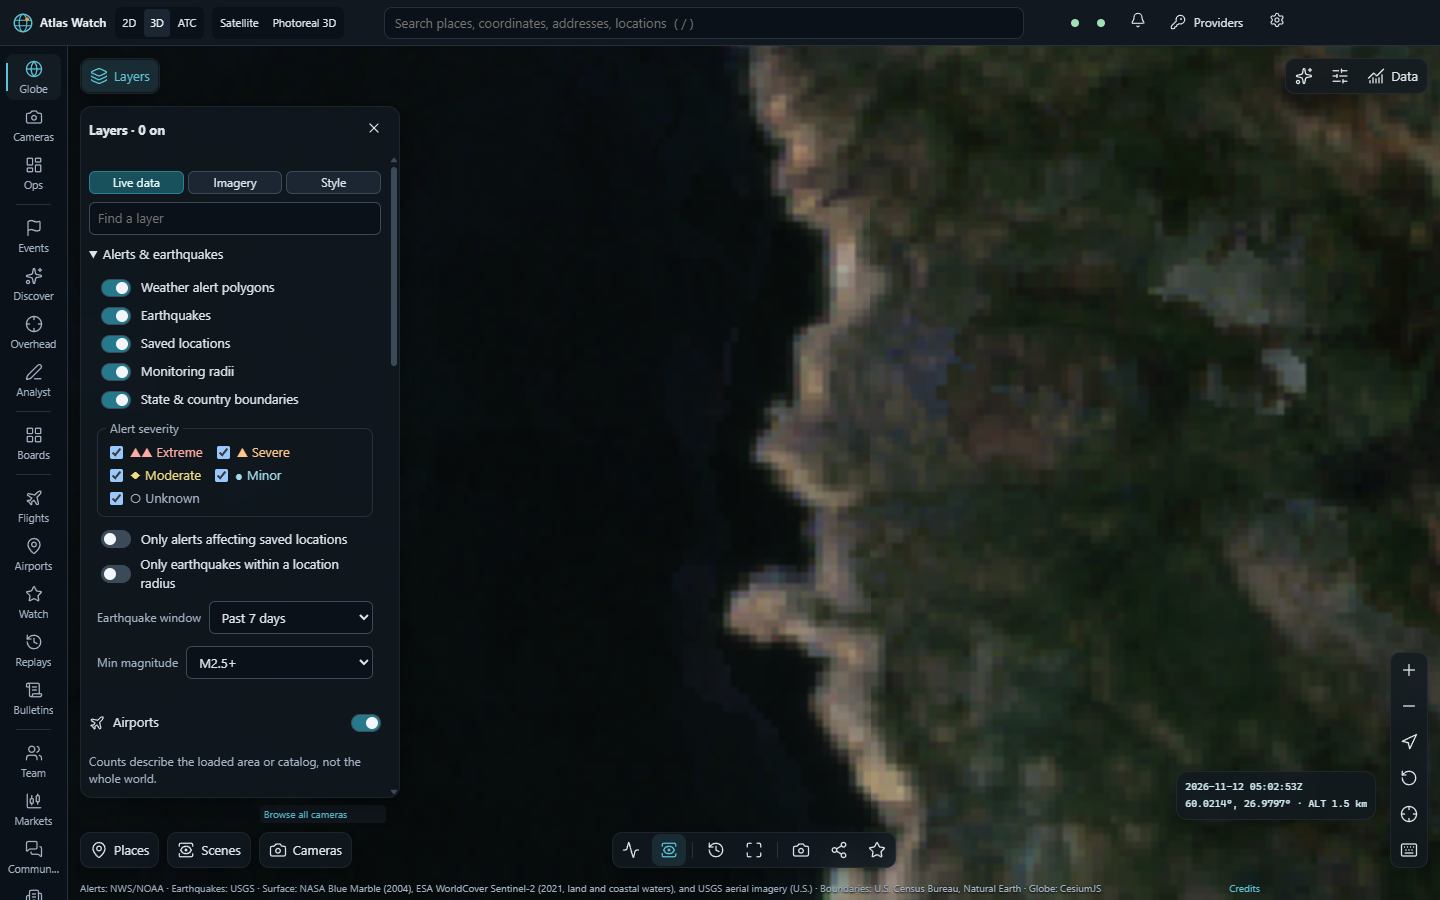 Atlas Watch
2D 3D ATC
Satellite Photoreal 3D
Search places, coordinates, addresses, locations ( / )
Providers
Globe
Cameras
Ops
Events
Discover
Overhead
Analyst
Boards
Flights
Airports
Watch
Replays
Bulletins
Team
Markets
Commun...
Layers
Data
Layers · 0 on
Live data Imagery Style
Find a layer
Alerts & earthquakes
Weather alert polygons
Earthquakes
Saved locations
Monitoring radii
State & country boundaries
Alert severity
Extreme Severe
Moderate Minor
Unknown
Only alerts affecting saved locations
Only earthquakes within a location
radius
Earthquake window Past 7 days
Min magnitude M2.5+
Airports
Counts describe the loaded area or catalog, not the
whole world.
Browse all cameras
Places Scenes Cameras
2026-11-12 05:02:53Z
60.0214°, 26.9797° · ALT 1.5 km
Alerts: NWS/NOAA · Earthquakes: USGS · Surface: NASA Blue Marble (2004), ESA WorldCover Sentinel-2 (2021, land and coastal waters), and USGS aerial imagery (U.S.) · Boundaries: U.S. Census Bureau, Natural Earth · Globe: CesiumJS
Credits